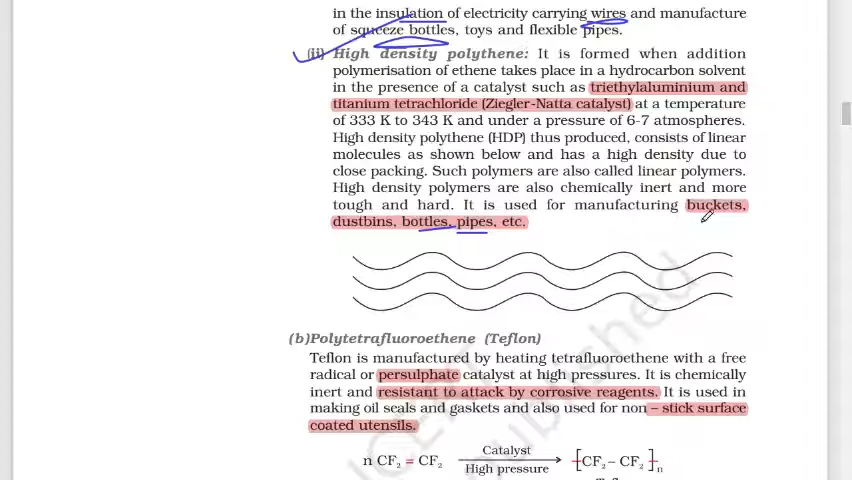 in the insulation of electricity carrying wires and manufacture
of squeeze bottles, toys and flexible pipes.
(ii) High density polythene: It is formed when addition
polymerisation of ethene takes place in a hydrocarbon solvent
in the presence of a catalyst such as triethylaluminium and
titanium tetrachloride (Ziegler-Natta catalyst) at a temperature
of 333 K to 343 K and under a pressure of 6-7 atmospheres.
High density polythene (HDP) thus produced, consists of linear
molecules as shown below and has a high density due to
close packing. Such polymers are also called linear polymers.
High density polymers are also chemically inert and more
tough and hard. It is used for manufacturing buckets,
dustbins, bottles, pipes, etc.
(b) Polytetrafluoroethene (Teflon)
Teflon is manufactured by heating tetrafluoroethene with a free
radical or persulphate catalyst at high pressures. It is chemically
inert and resistant to attack by corrosive reagents. It is used in
making oil seals and gaskets and also used for non – stick surface
coated utensils.
n CF₂ = CF₂ Catalyst High pressure [CF₂ – CF₂]ₙ
published